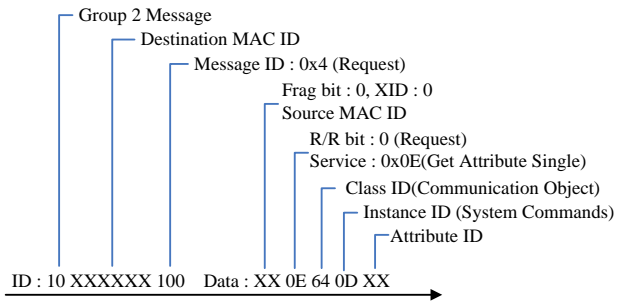 Group 2 Message
Destination MAC ID
Message ID : 0x4 (Request)
Frag bit : 0, XID : 0
Source MAC ID
R/R bit : 0 (Request)
Service : 0x0E(Get Attribute Single)
Class ID(Communication Object)
Instance ID (System Commands)
Attribute ID
ID : 10 XXXXXX 100 Data : XX 0E 64 0D XX